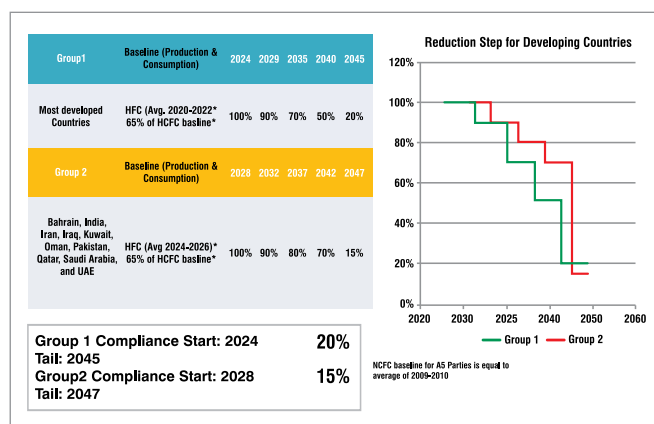 Group1 Baseline (Production & Consumption) 2024 2029 2035 2040 2045
Most developed Countries HFC (Avg. 2020-2022* 65% of HCFC basline* 100% 90% 70% 50% 20%
Group 2 Baseline (Production & Consumption) 2028 2032 2037 2042 2047
Bahrain, India, Iran, Iraq, Kuwait, Oman, Pakistan, Qatar, Saudi Arabia, and UAE HFC (Avg 2024-2026)* 65% of HCFC baseline* 100% 90% 80% 70% 15%
Group 1 Compliance Start: 2024 20%
Tail: 2045
Group2 Compliance Start: 2028 15%
Tail: 2047
Reduction Step for Developing Countries
120%
100%
80%
60%
40%
20%
0%
2020 2030 2025 2040 2050 2060
Group 1 Group 2
NCFC baseline for A5 Parties is equal to
average of 2009-2010